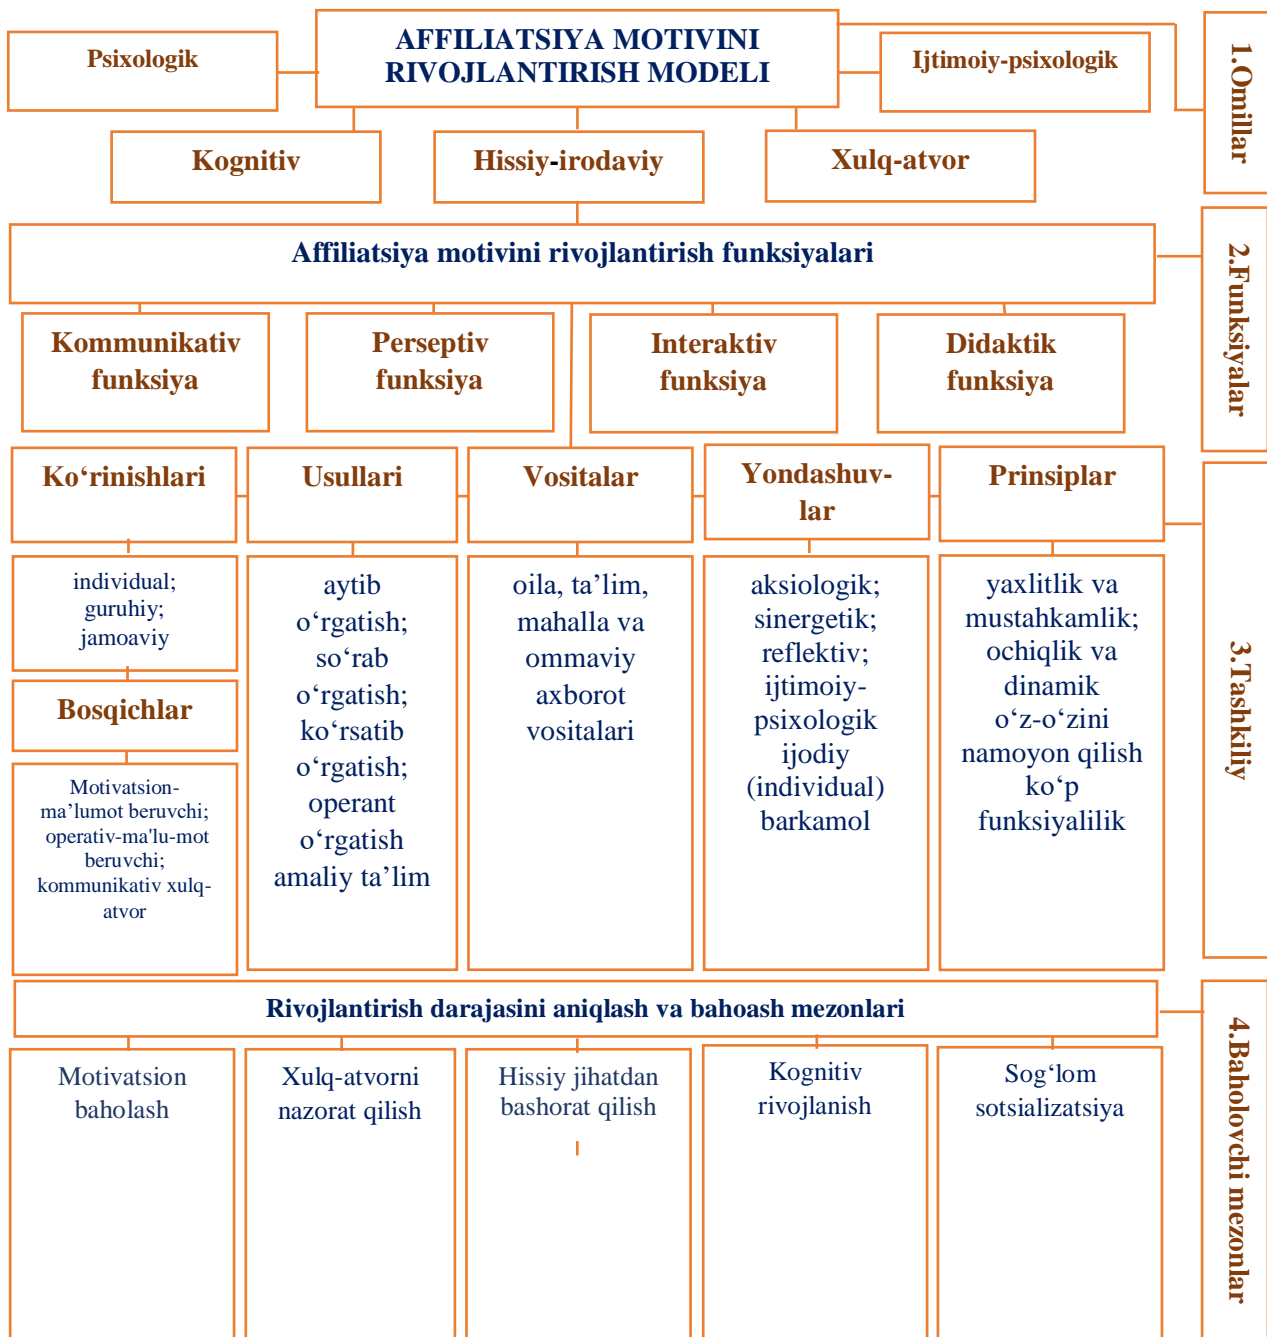 AFFILIATSIYA MOTIVINI
RIVOJLANTIRISH MODELI
Psixologik
Ijtimoiy-psixologik
1.Omillar
Kognitiv
Hissiy-irodaviy
Xulq-atvor
Affiliatsiya motivini rivojlantirish funksiyalari
2.Funksiyalar
Kommunikativ
funksiya
Perseptiv
funksiya
Interaktiv
funksiya
Didaktik
funksiya
Ko‘rinishlari
Usullari
Vositalar
Yondashuv-
lar
Prinsiplar
3.Tashkiliy
individual;
guruhiy;
jamoaviy
Bosqichlar
Motivatsion-
ma’lumot beruvchi;
operativ-ma'lu-mot
beruvchi;
kommunikativ xulq-
atvor
aytib
o‘rgatish;
so‘rab
o‘rgatish;
ko‘rsatib
o‘rgatish;
operant
o‘rgatish
amaliy ta’lim
oila, ta’lim,
mahalla va
ommaviy
axborot
vositalari
aksiologik;
sinergetik;
reflektiv;
ijtimoiy-
psixologik
ijodiy
(individual)
barkamol
yaxlitlik va
mustahkamlik;
ochiqlik va
dinamik
o‘z-o‘zini
namoyon qilish
ko‘p
funksiyalilik
Rivojlantirish darajasini aniqlash va bahoash mezonlari
4.Baholovchi mezonlar
Motivatsion
baholash
Xulq-atvorni
nazorat qilish
Hissiy jihatdan
bashorat qilish
Kognitiv
rivojlanish
Sog‘lom
sotsializatsiya